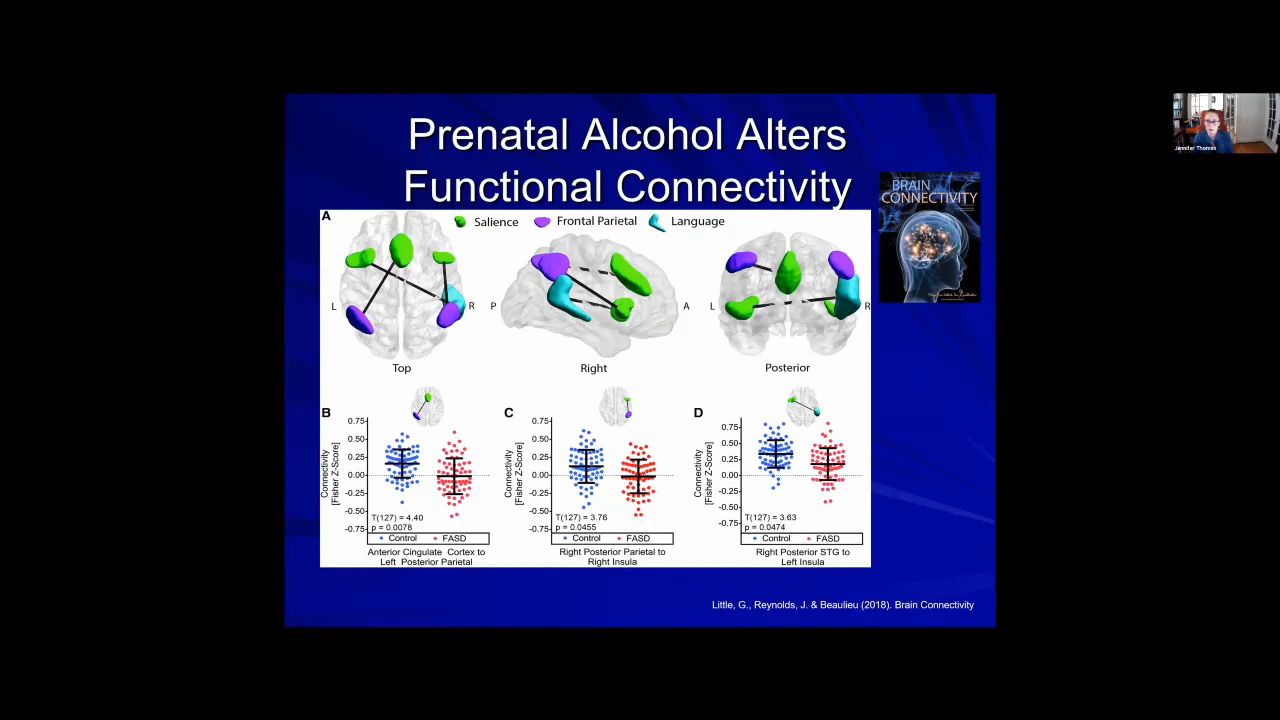 Prenatal Alcohol Alters
Functional Connectivity
Jennifer Thomas
BRAIN
CONNECTIVITY
A
Salience Frontal Parietal Language
L R P A L R
Top Right Posterior
B
0.75
0.50
0.25
0.00
-0.25
-0.50
-0.75
Connectivity
[Fisher Z-Score]
T(127) = 4.40
p = 0.0078
Control FASD
Anterior Cingulate Cortex to
Left Posterior Parietal
C
0.75
0.50
0.25
0.00
-0.25
-0.50
-0.75
Connectivity
[Fisher Z-Score]
T(127) = 3.76
p = 0.0455
Control FASD
Right Posterior Parietal to
Right Insula
D
0.75
0.50
0.25
0.00
-0.25
-0.50
-0.75
Connectivity
[Fisher Z-Score]
T(127) = 3.63
p = 0.0474
Control FASD
Right Posterior STG to
Left Insula
Little, G., Reynolds, J. & Beaulieu (2018). Brain Connectivity